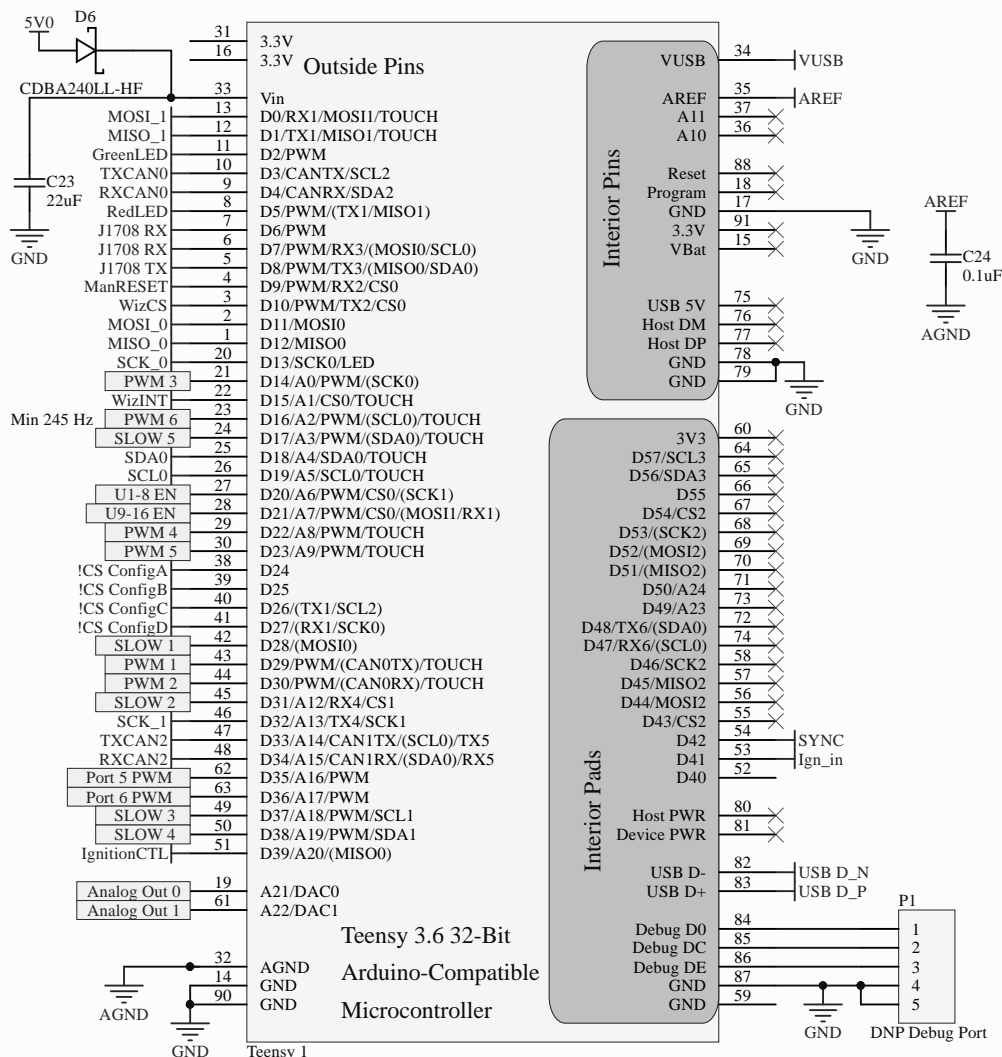 5V0
D6
CDBA240LL-HF
C23
22uF
GND
31 3.3V
16 3.3V
Outside Pins
33 Vin
MOSI_1 13 D0/RX1/MOSI1/TOUCH
MISO_1 12 D1/TX1/MISO1/TOUCH
GreenLED 11 D2/PWM
TXCAN0 10 D3/CANTX/SCL2
RXCAN0 9 D4/CANRX/SDA2
RedLED 8 D5/PWM/(TX1/MISO1)
J1708 RX 7 D6/PWM
J1708 RX 6 D7/PWM/RX3/(MOSI0/SCL0)
J1708 TX 5 D8/PWM/TX3/(MISO0/SDA0)
ManRESET 4 D9/PWM/RX2/CS0
WizCS 3 D10/PWM/TX2/CS0
MOSI_0 2 D11/MOSI0
MISO_0 1 D12/MISO0
SCK_0 20 D13/SCK0/LED
PWM 3 21 D14/A0/PWM/(SCK0)
WizINT 22 D15/A1/CS0/TOUCH
Min 245 Hz PWM 6 23 D16/A2/PWM/(SCL0)/TOUCH
SLOW 5 24 D17/A3/PWM/(SDA0)/TOUCH
SDA0 25 D18/A4/SDA0/TOUCH
SCL0 26 D19/A5/SCL0/TOUCH
U1-8 EN 27 D20/A6/PWM/CS0/(SCK1)
U9-16 EN 28 D21/A7/PWM/CS0/(MOSI1/RX1)
PWM 4 29 D22/A8/PWM/TOUCH
PWM 5 30 D23/A9/PWM/TOUCH
!CS ConfigA 38 D24
!CS ConfigB 39 D25
!CS ConfigC 40 D26/(TX1/SCL2)
!CS ConfigD 41 D27/(RX1/SCK0)
SLOW 1 42 D28/(MOSI0)
PWM 1 43 D29/PWM/(CAN0TX)/TOUCH
PWM 2 44 D30/PWM/(CAN0RX)/TOUCH
SLOW 2 45 D31/A12/RX4/CS1
SCK_1 46 D32/A13/TX4/SCK1
TXCAN2 47 D33/A14/CAN1TX/(SCL0)/TX5
RXCAN2 48 D34/A15/CAN1RX/(SDA0)/RX5
Port 5 PWM 62 D35/A16/PWM
Port 6 PWM 63 D36/A17/PWM
SLOW 3 49 D37/A18/PWM/SCL1
SLOW 4 50 D38/A19/PWM/SDA1
IgnitionCTL 51 D39/A20/(MISO0)
Analog Out 0 19 A21/DAC0
Analog Out 1 61 A22/DAC1
32 AGND
14 GND
90 GND
AGND
GND
Teensy 3.6 32-Bit
Arduino-Compatible
Microcontroller
Teensy 1
Interior Pins
VUSB 34 VUSB
AREF 35 AREF
A11 37
A10 36
Reset 88
Program 18
GND 17
3.3V 91
VBat 15
GND
USB 5V 75
Host DM 76
Host DP 77
GND 78
GND 79
GND
AREF
C24
0.1uF
AGND
Interior Pads
3V3 60
D57/SCL3 64
D56/SDA3 65
D55 66
D54/CS2 67
D53/(SCK2) 68
D52/(MOSI2) 69
D51/(MISO2) 70
D50/A24 71
D49/A23 73
D48/TX6/(SDA0) 72
D47/RX6/(SCL0) 74
D46/SCK2 58
D45/MISO2 57
D44/MOSI2 56
D43/CS2 55
D42 54 SYNC
D41 53 Ign_in
D40 52
Host PWR 80
Device PWR 81
USB D- 82 USB D_N
USB D+ 83 USB D_P
P1
Debug D0 84 1
Debug DC 85 2
Debug DE 86 3
GND 87 4
GND 59 5
GND
DNP Debug Port